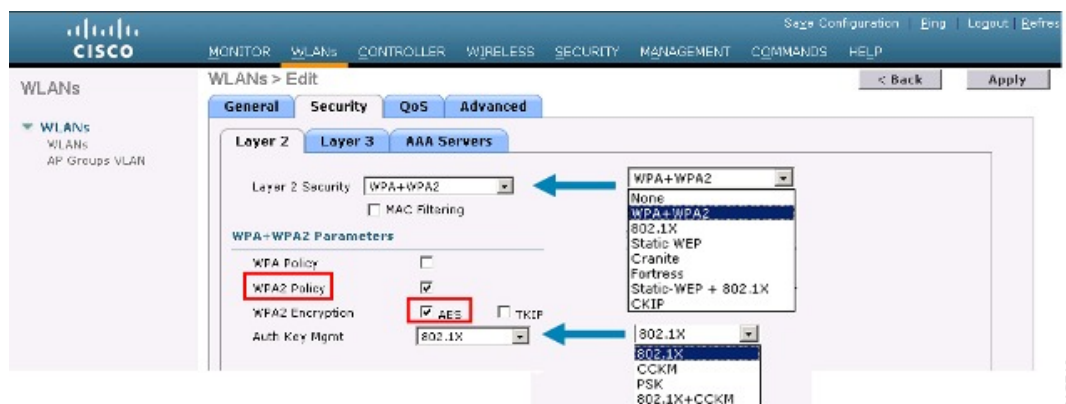 Save Configuration | Ping | Logout | Refres
CISCO
MONITOR WLANs CONTROLLER WIRELESS SECURITY MANAGEMENT COMMANDS HELP
WLANs
WLANs > Edit
< Back
Apply
General Security QoS Advanced
WLANs
WLANs
AP Groups VLAN
Layer 2 Layer 3 AAA Servers
Layer 2 Security WPA+WPA2
MAC Filtering
WPA+WPA2 Parameters
WPA Policy
WPA2 Policy
WPA2 Encryption AES TKIP
Auth Key Mgmt 802.1X
WPA+WPA2
None
WPA+WPA2
802.1X
Static WEP
Cranite
Fortress
Static-WEP + 802.1X
CKIP
802.1X
802.1X
CCKM
PSK
802.1X+CCKM